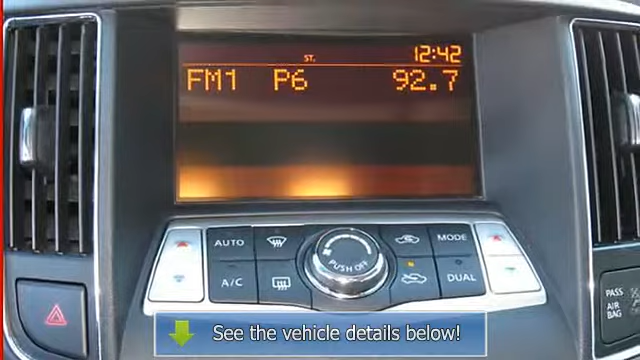 ST. 12:42
FM1 P6 92.7
AUTO MODE
PUSH OFF
A/C DUAL
PASS
AIR
BAG
See the vehicle details below!